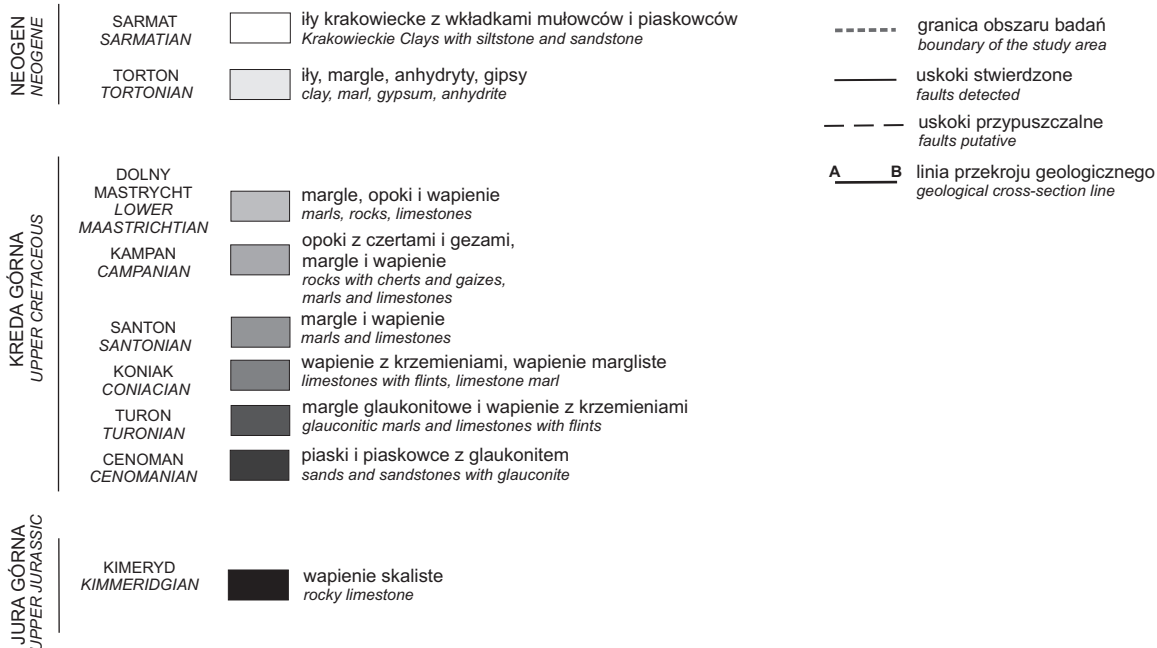 NEOGEN
NEOGENE
SARMAT
SARMATIAN
iły krakowieckie z wkładkami mułowców i piaskowców
Krakowieckie Clays with siltstone and sandstone
TORTON
TORTONIAN
iły, margle, anhydryty, gipsy
clay, marl, gypsum, anhydrite
KREDA GÓRNA
UPPER CRETACEOUS
DOLNY
MASTRYCHT
LOWER
MAASTRICHTIAN
margle, opoki i wapienie
marls, rocks, limestones
KAMPAN
CAMPANIAN
opoki z czertami i gezami,
margle i wapienie
rocks with cherts and gaizes,
marls and limestones
SANTON
SANTONIAN
margle i wapienie
marls and limestones
KONIAK
CONIACIAN
wapienie z krzemieniami, wapienie margliste
limestones with flints, limestone marl
TURON
TURONIAN
margle glaukonitowe i wapienie z krzemieniami
glauconitic marls and limestones with flints
CENOMAN
CENOMANIAN
piaski i piaskowce z glaukonitem
sands and sandstones with glauconite
JURA GÓRNA
UPPER JURASSIC
KIMERYD
KIMMERIDGIAN
wapienie skaliste
rocky limestone
granica obszaru badań
boundary of the study area
uskoki stwierdzone
faults detected
uskoki przypuszczalne
faults putative
A B linia przekroju geologicznego
geological cross-section line